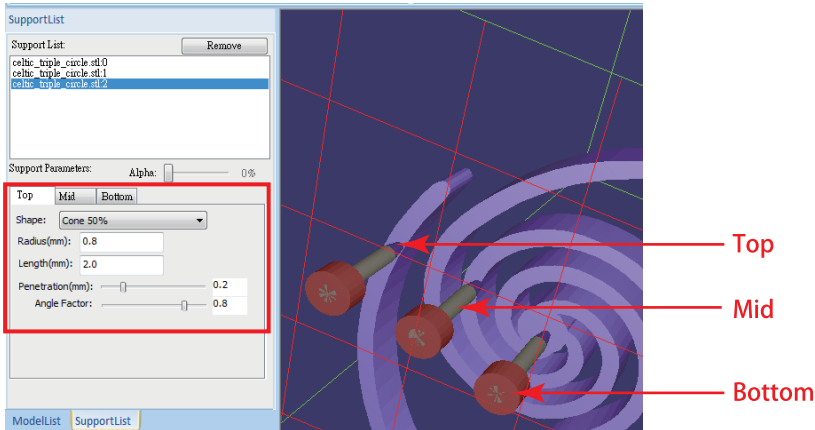 SupportList
Support List:
Remove
celtic_triple_circle.stl:0
celtic_triple_circle.stl:1
celtic_triple_circle.stl:2
Support Parameters:
Alpha:
0%
Top
Mid
Bottom
Shape:
Cone 50%
Radius(mm):
0.8
Length(mm):
2.0
Penetration(mm):
0.2
Angle Factor:
0.8
ModelList
SupportList
Top
Mid
Bottom